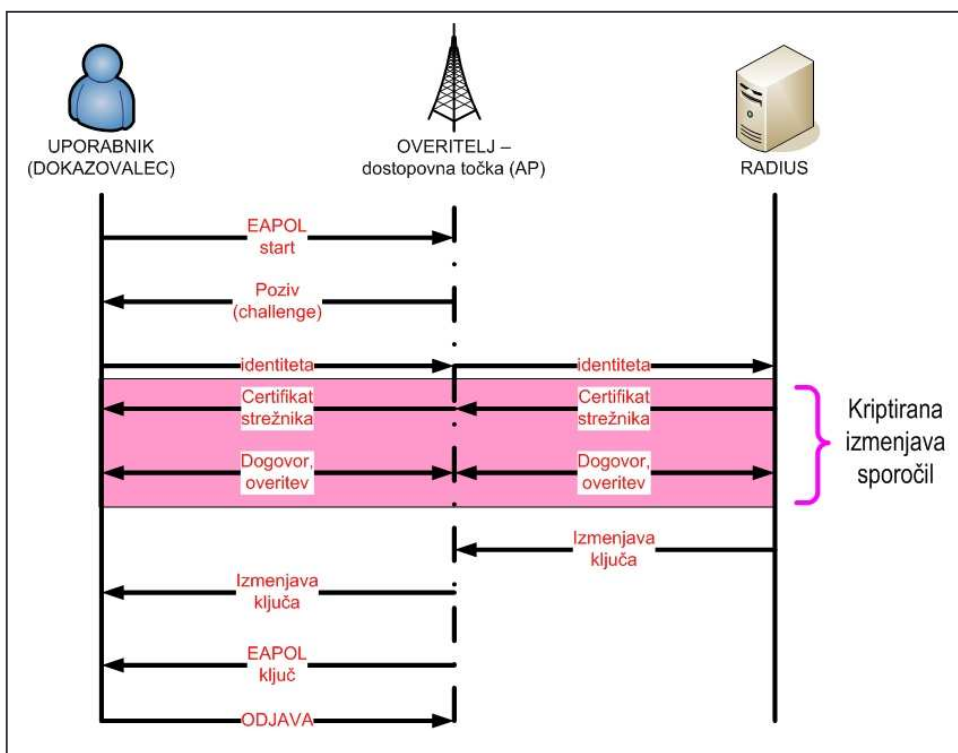 UPORABNIK
(DOKAZOVALEC)
OVERITELJ –
dostopovna točka (AP)
RADIUS
EAPOL
start
Poziv
(challenge)
identiteta
identiteta
Certifikat
strežnika
Certifikat
strežnika
Dogovor,
overitev
Dogovor,
overitev
Kriptirana
izmenjava
sporočil
Izmenjava
ključa
Izmenjava
ključa
EAPOL
ključ
ODJAVA